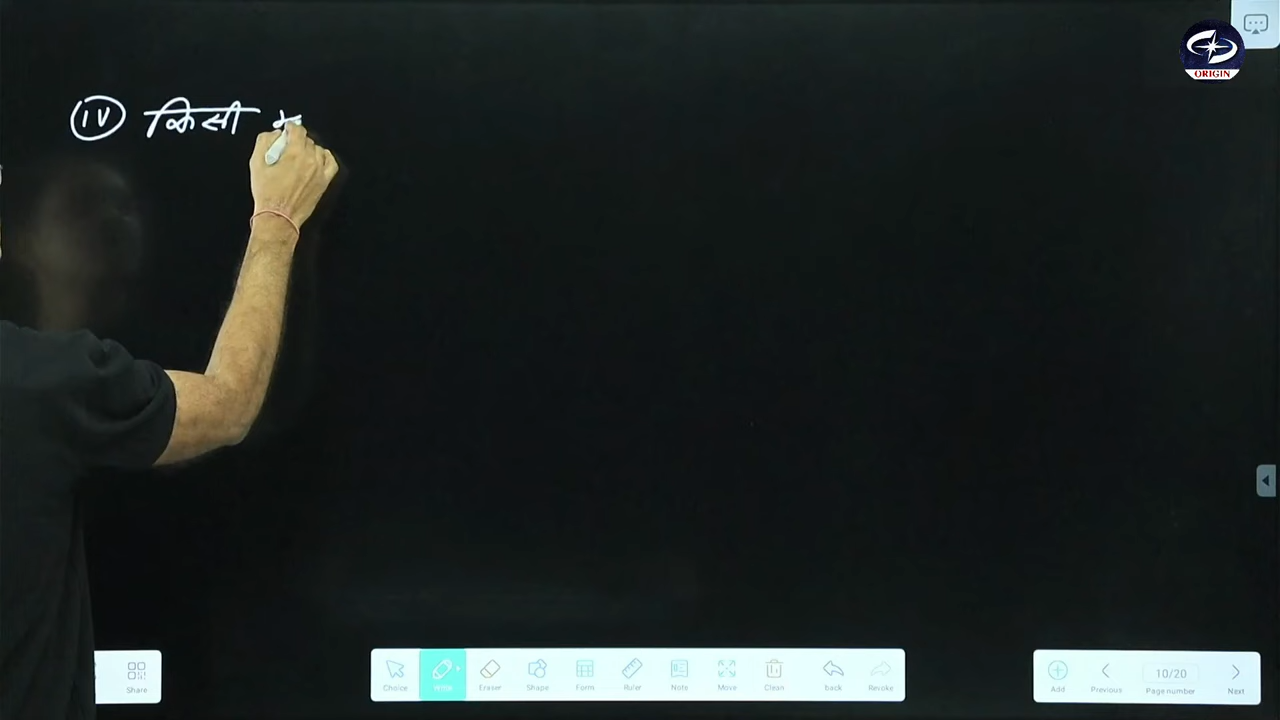 ORIGIN
(iv) किसी
Share
Choice Write Eraser Shape Form Ruler Note Move Clean back Revoke
Add Previous 10/20 Page number Next